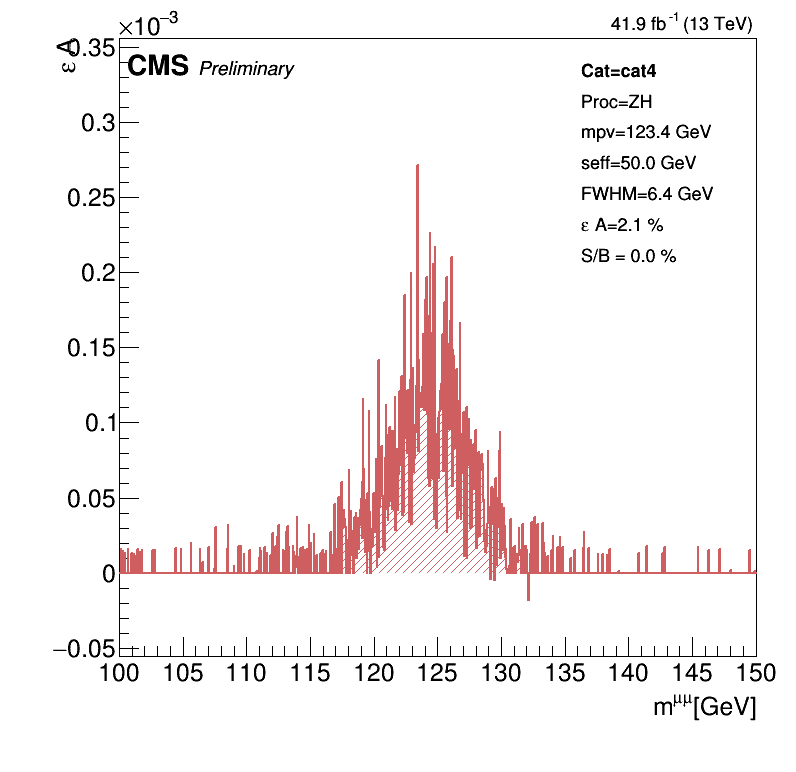 ×10⁻³
41.9 fb⁻¹ (13 TeV)
ε A
CMS Preliminary
Cat=cat4
Proc=ZH
mpv=123.4 GeV
seff=50.0 GeV
FWHM=6.4 GeV
ε A=2.1 %
S/B = 0.0 %
0.35
0.3
0.25
0.2
0.15
0.1
0.05
0
−0.05
100 105 110 115 120 125 130 135 140 145 150
m^μμ[GeV]